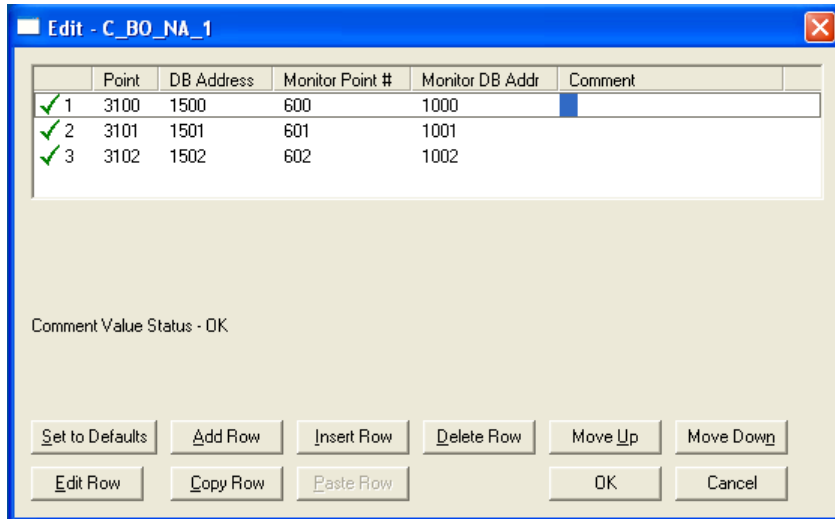 Edit - C_BO_NA_1
Point DB Address Monitor Point # Monitor DB Addr Comment
1 3100 1500 600 1000
2 3101 1501 601 1001
3 3102 1502 602 1002
Comment Value Status - OK
Set to Defaults Add Row Insert Row Delete Row Move Up Move Down
Edit Row Copy Row Paste Row OK Cancel